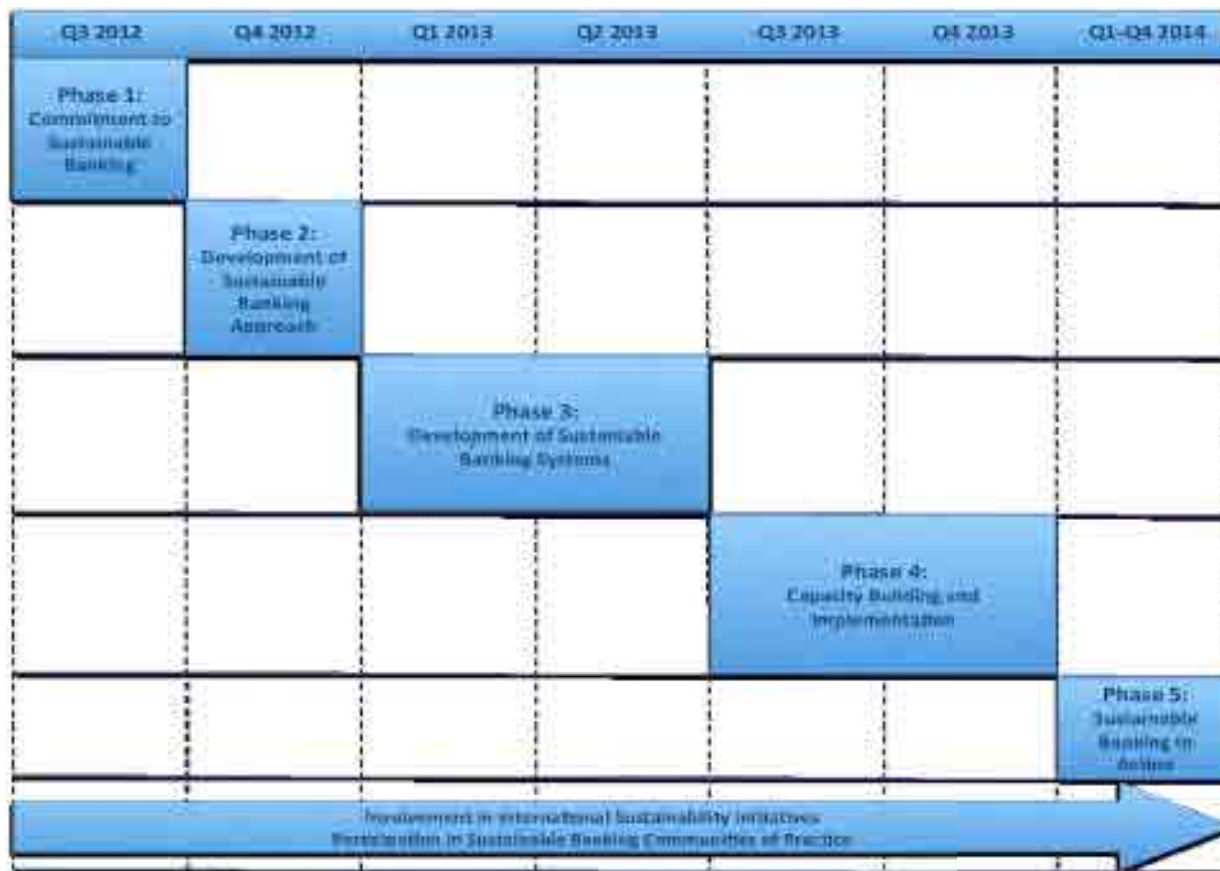 Q3 2012 Q4 2012 Q1 2013 Q2 2013 Q3 2013 Q4 2013 Q1–Q4 2014
Phase 1:
Commitment to
Sustainable
Banking
Phase 2:
Development of
Sustainable
Banking
Approach
Phase 3:
Development of Sustainable
Banking Systems
Phase 4:
Capacity Building and
Implementation
Phase 5:
Sustainable
Banking in
Action
Involvement in International Sustainability Initiatives
Participation in Sustainable Banking Communities of Practice